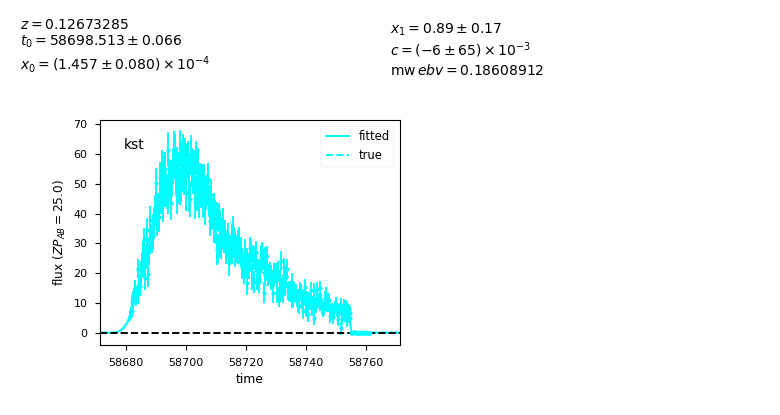 z = 0.12673285
t₀ = 58698.513 ± 0.066
x₀ = (1.457 ± 0.080) × 10⁻⁴
x₁ = 0.89 ± 0.17
c = (−6 ± 65) × 10⁻³
mw ebv = 0.18608912
kst
fitted
true
flux (ZP_AB = 25.0)
70
60
50
40
30
20
10
0
58680 58700 58720 58740 58760
time